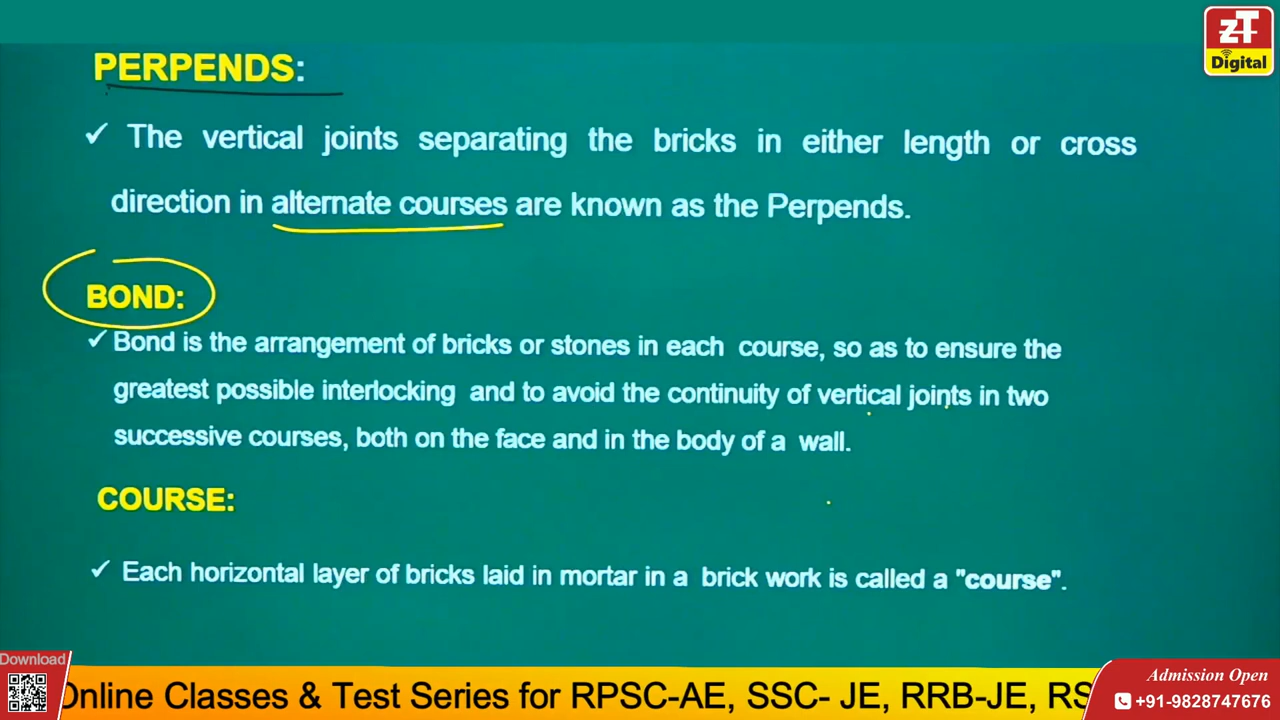 zT
Digital
PERPENDS:
✓ The vertical joints separating the bricks in either length or cross
direction in alternate courses are known as the Perpends.
BOND:
✓ Bond is the arrangement of bricks or stones in each course, so as to ensure the
greatest possible interlocking and to avoid the continuity of vertical joints in two
successive courses, both on the face and in the body of a wall.
COURSE:
✓ Each horizontal layer of bricks laid in mortar in a brick work is called a "course".
Download
Online Classes & Test Series for RPSC-AE, SSC- JE, RRB-JE, RS
Admission Open
+91-9828747676